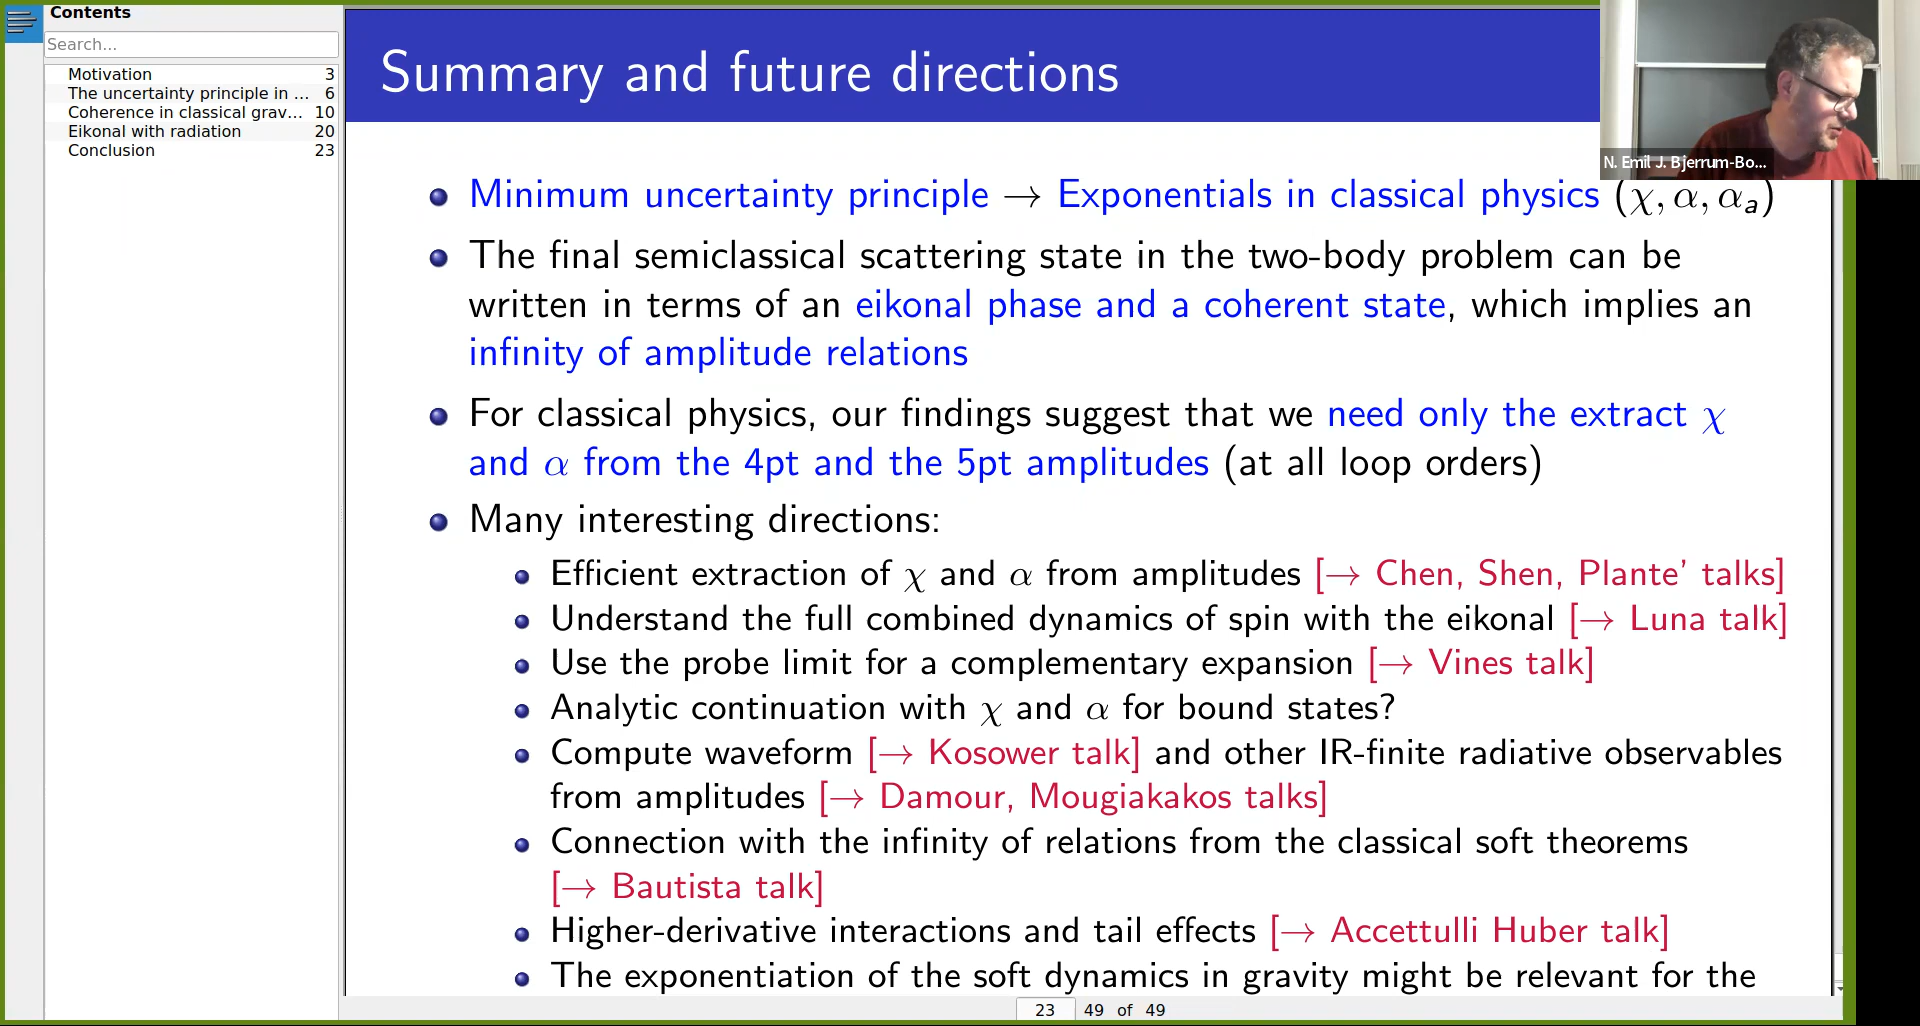 Contents
Search...
Motivation 3
The uncertainty principle in ... 6
Coherence in classical grav... 10
Eikonal with radiation 20
Conclusion 23
Summary and future directions
N. Emil J. Bjerrum-Bo...
Minimum uncertainty principle → Exponentials in classical physics (χ, α, αₐ)
The final semiclassical scattering state in the two-body problem can be
written in terms of an eikonal phase and a coherent state, which implies an
infinity of amplitude relations
For classical physics, our findings suggest that we need only the extract χ
and α from the 4pt and the 5pt amplitudes (at all loop orders)
Many interesting directions:
Efficient extraction of χ and α from amplitudes [→ Chen, Shen, Plante' talks]
Understand the full combined dynamics of spin with the eikonal [→ Luna talk]
Use the probe limit for a complementary expansion [→ Vines talk]
Analytic continuation with χ and α for bound states?
Compute waveform [→ Kosower talk] and other IR-finite radiative observables
from amplitudes [→ Damour, Mougiakakos talks]
Connection with the infinity of relations from the classical soft theorems
[→ Bautista talk]
Higher-derivative interactions and tail effects [→ Accettulli Huber talk]
The exponentiation of the soft dynamics in gravity might be relevant for the
23 49 of 49